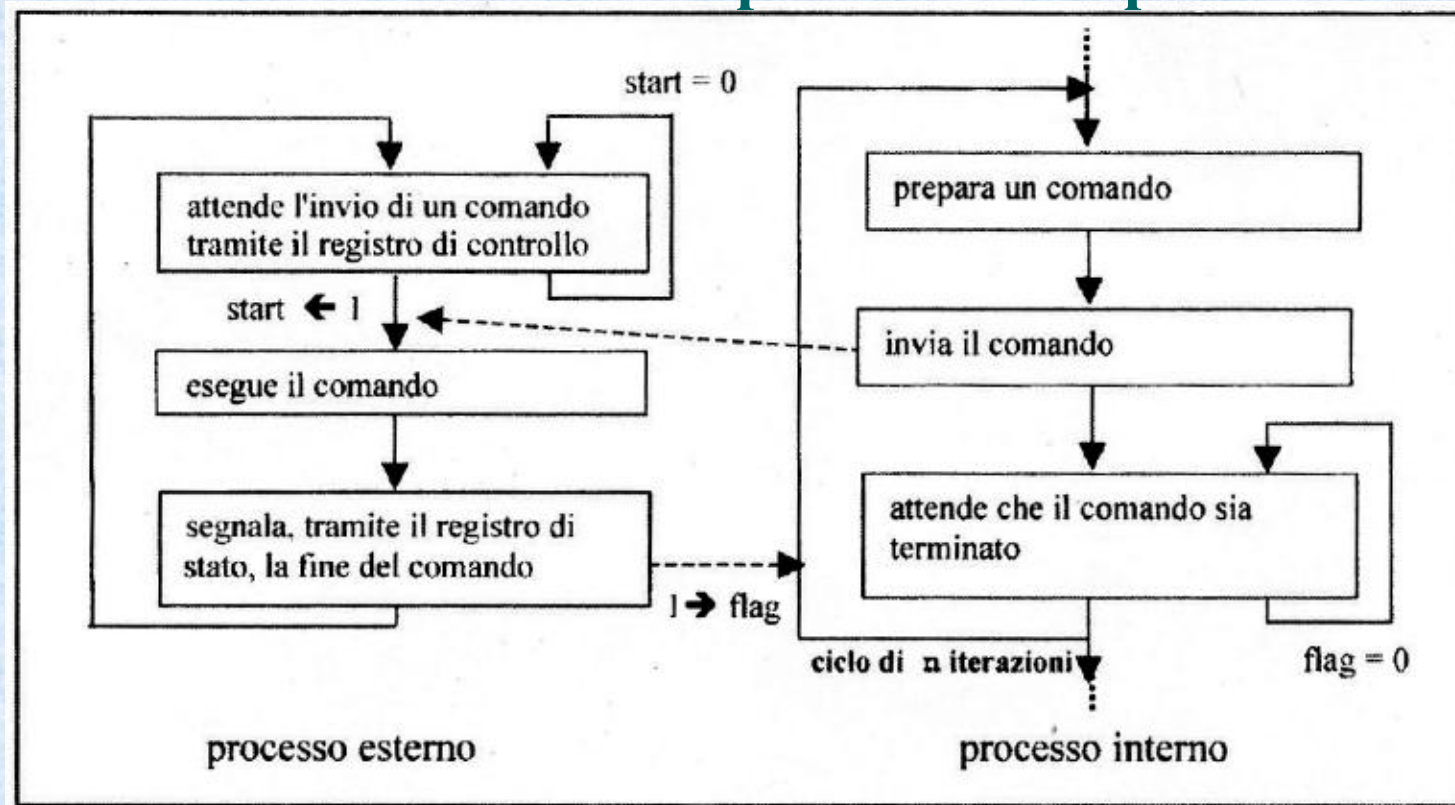 start = 0
attende l'invio di un comando
tramite il registro di controllo
start 🡸 1
esegue il comando
segnala, tramite il registro di
stato, la fine del comando
1 🡺 flag
processo esterno
prepara un comando
invia il comando
attende che il comando sia
terminato
ciclo di n iterazioni
flag = 0
processo interno